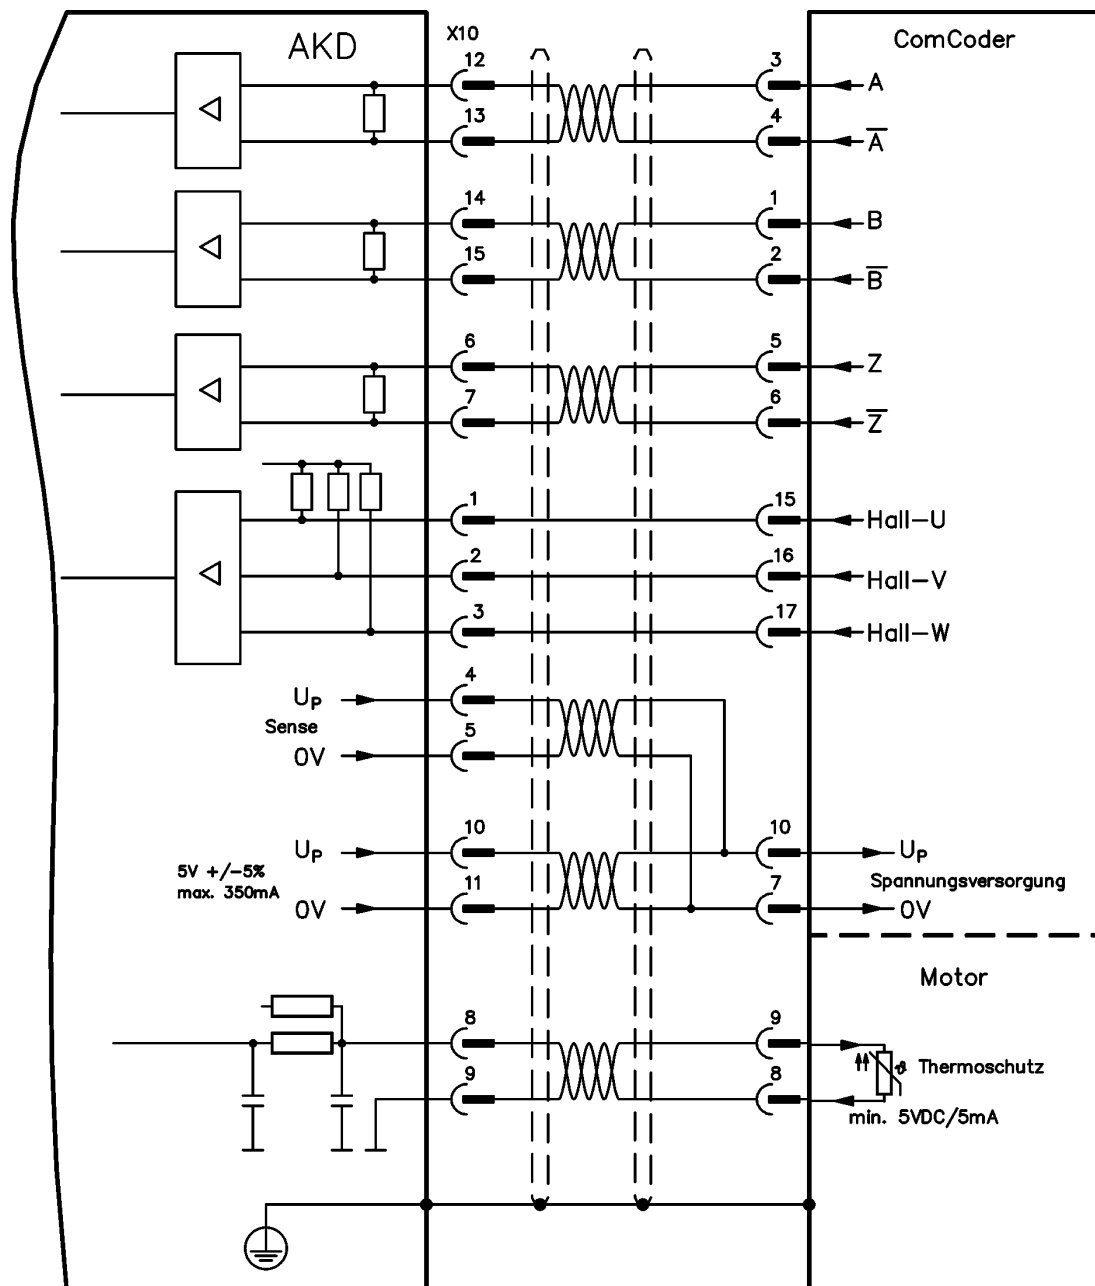 AKD X10 ComCoder
12 3 A
13 4 A̅
14 1 B
15 2 B̅
6 5 Z
7 6 Z̅
1 15 Hall-U
2 16 Hall-V
3 17 Hall-W
UP 4
Sense
0V 5
UP 10 10 UP
5V +/-5%
max. 350mA
Spannungsversorgung
0V 11 7 0V
Motor
8 9
ϑ Thermoschutz
9 8
min. 5VDC/5mA